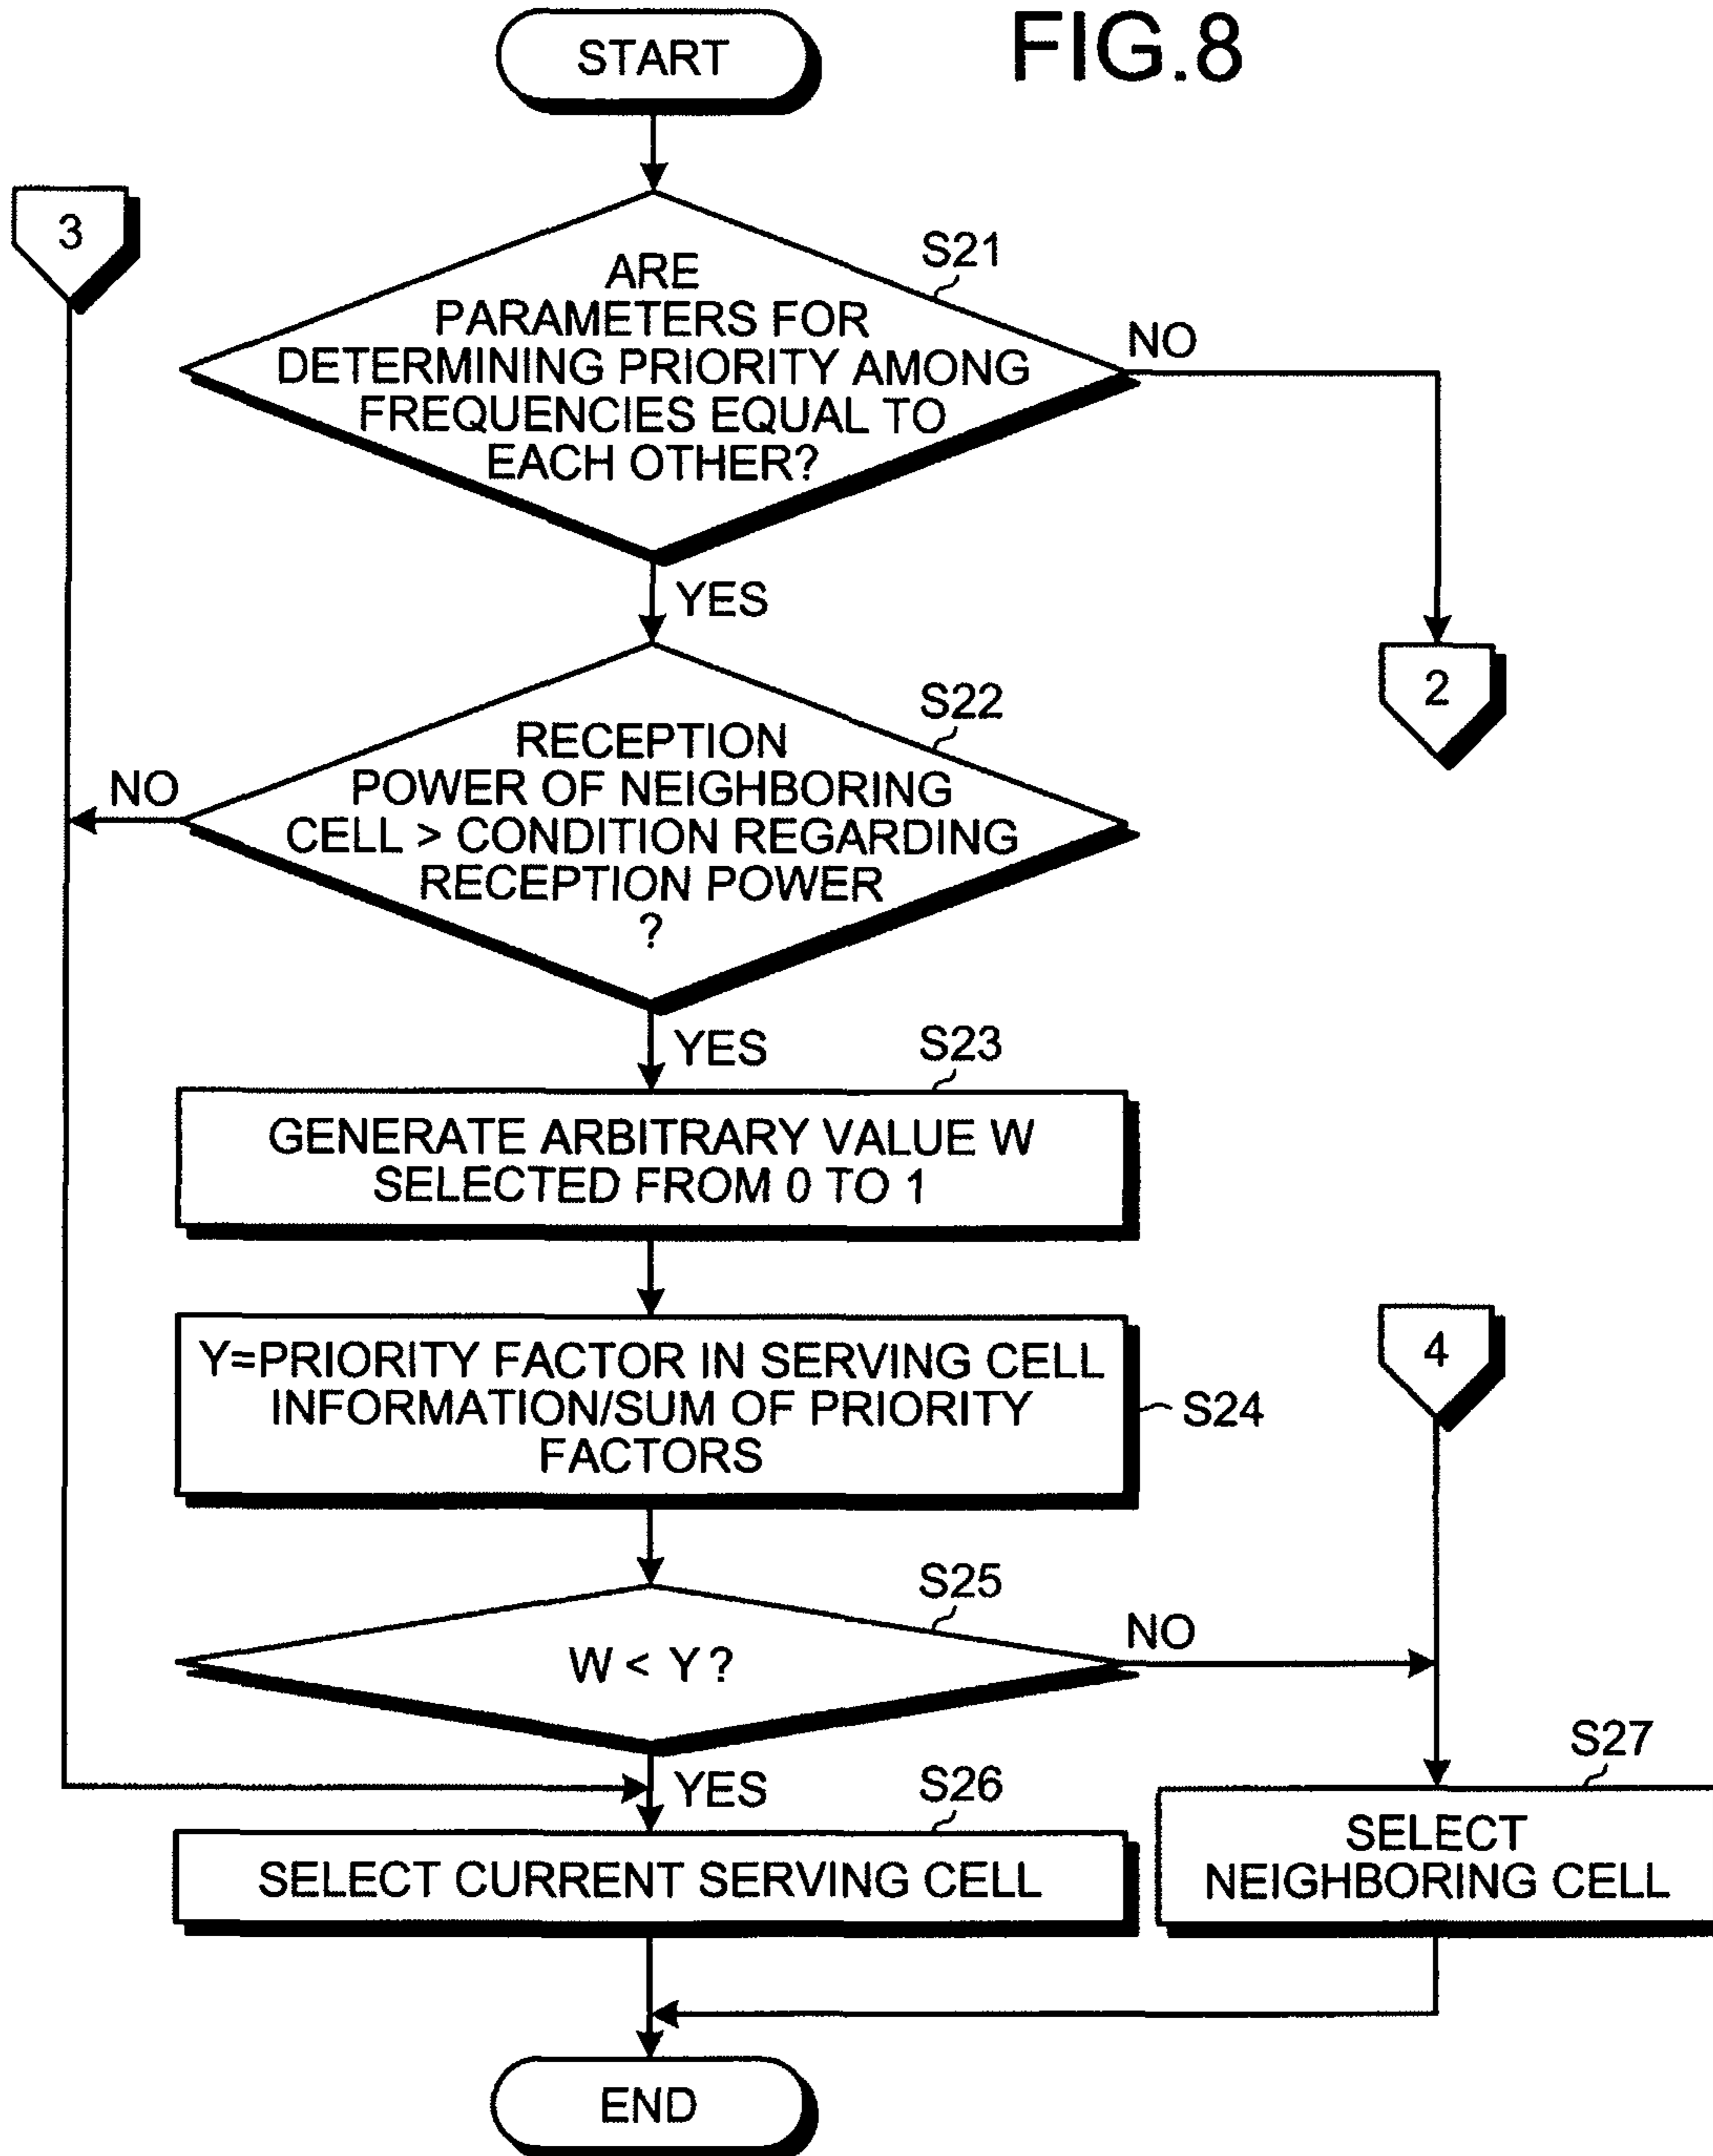 FIG.8
START
3
S21
ARE
PARAMETERS FOR
DETERMINING PRIORITY AMONG
FREQUENCIES EQUAL TO
EACH OTHER?
NO
YES
2
S22
RECEPTION
POWER OF NEIGHBORING
CELL > CONDITION REGARDING
RECEPTION POWER
?
NO
YES
S23
GENERATE ARBITRARY VALUE W
SELECTED FROM 0 TO 1
Y=PRIORITY FACTOR IN SERVING CELL
INFORMATION/SUM OF PRIORITY
FACTORS
S24
4
S25
W < Y ?
NO
YES
S26
SELECT CURRENT SERVING CELL
S27
SELECT
NEIGHBORING CELL
END